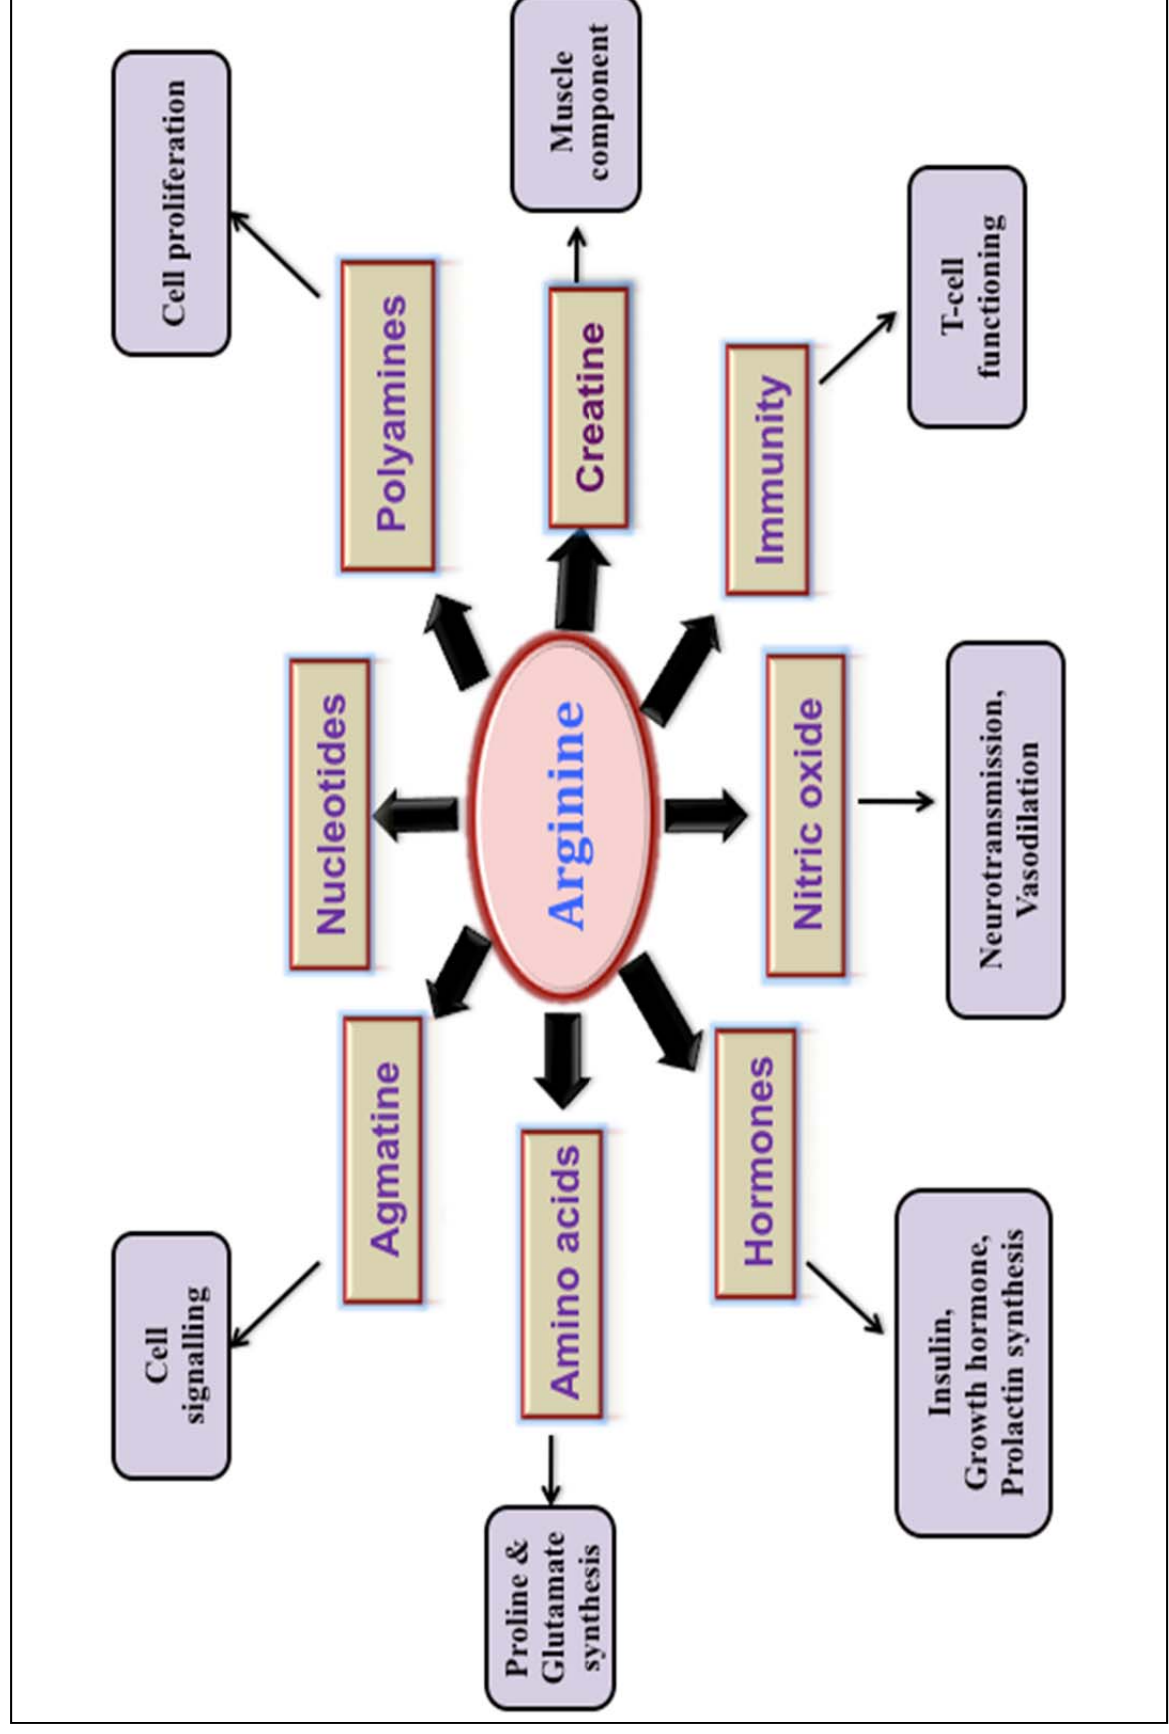 Cell
signalling
Cell proliferation
Nucleotides
Agmatine
Polyamines
Proline &
Glutamate
synthesis
Amino acids
Arginine
Creatine
Muscle
component
Hormones
Nitric oxide
Immunity
Insulin,
Growth hormone,
Prolactin synthesis
Neurotransmission,
Vasodilation
T-cell
functioning